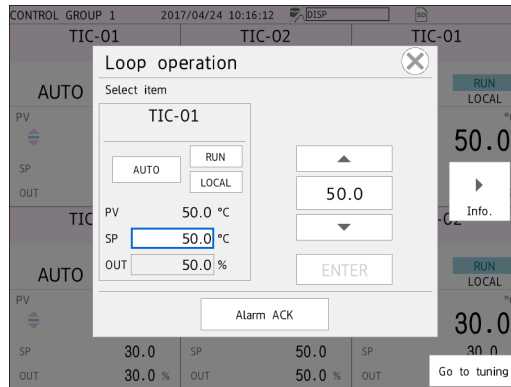 CONTROL GROUP 1 2017/04/24 10:16:12 DISP SD
TIC-01 TIC-02 TIC-01
Loop operation
Select item
TIC-01
AUTO
RUN
LOCAL
PV 50.0 °C
SP 50.0 °C
OUT 50.0 %
50.0
ENTER
Alarm ACK
AUTO
PV
SP
OUT
RUN
LOCAL
50.0
Info.
TIC
AUTO
PV
SP 30.0 SP 50.0 SP 30.0
OUT 30.0 % OUT 50.0 % OUT
RUN
LOCAL
30.0
Go to tuning